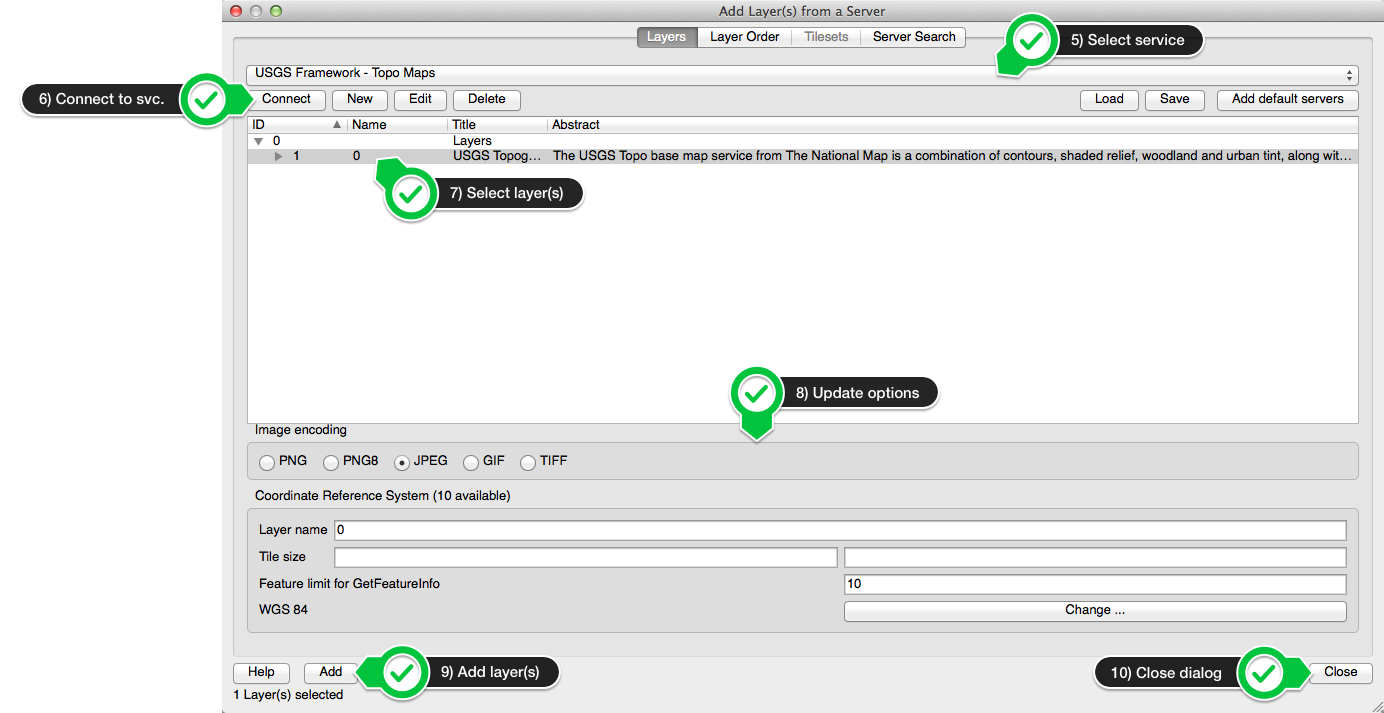 Add Layer(s) from a Server
Layers Layer Order Tilesets Server Search
5) Select service
USGS Framework - Topo Maps
6) Connect to svc.
Connect New Edit Delete Load Save Add default servers
ID Name Title Abstract
0 Layers
1 0 USGS Topog... The USGS Topo base map service from The National Map is a combination of contours, shaded relief, woodland and urban tint, along wit...
7) Select layer(s)
8) Update options
Image encoding
PNG PNG8 JPEG GIF TIFF
Coordinate Reference System (10 available)
Layer name 0
Tile size
Feature limit for GetFeatureInfo 10
WGS 84 Change ...
Help Add 9) Add layer(s) 10) Close dialog Close
1 Layer(s) selected